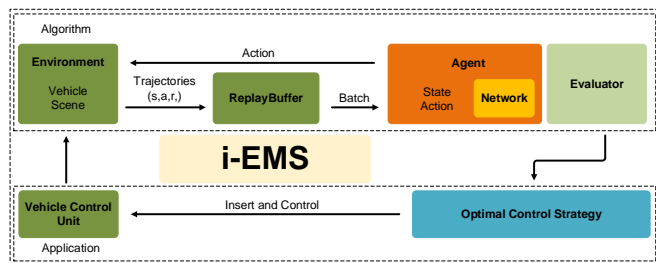 Algorithm
Environment
Vehicle
Scene
Action
Trajectories
(s,a,r,)
ReplayBuffer
Batch
Agent
State
Action
Network
Evaluator
i-EMS
Vehicle Control
Unit
Insert and Control
Optimal Control Strategy
Application